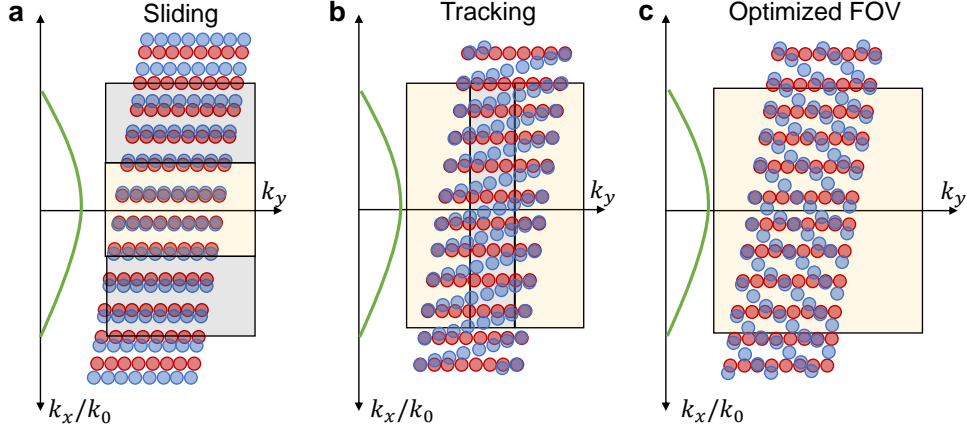 a Sliding
k_y
k_x/k_0
b Tracking
k_y
k_x/k_0
c Optimized FOV
k_y
k_x/k_0